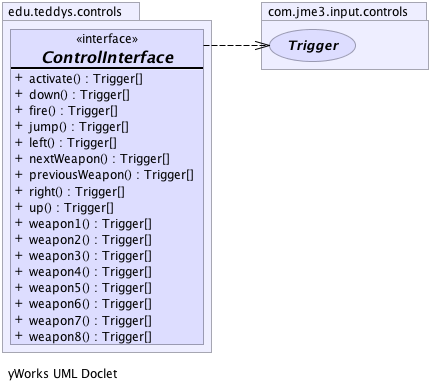 edu.teddys.controls
«interface»
ControlInterface
+ activate() : Trigger[]
+ down() : Trigger[]
+ fire() : Trigger[]
+ jump() : Trigger[]
+ left() : Trigger[]
+ nextWeapon() : Trigger[]
+ previousWeapon() : Trigger[]
+ right() : Trigger[]
+ up() : Trigger[]
+ weapon1() : Trigger[]
+ weapon2() : Trigger[]
+ weapon3() : Trigger[]
+ weapon4() : Trigger[]
+ weapon5() : Trigger[]
+ weapon6() : Trigger[]
+ weapon7() : Trigger[]
+ weapon8() : Trigger[]
com.jme3.input.controls
Trigger
yWorks UML Doclet